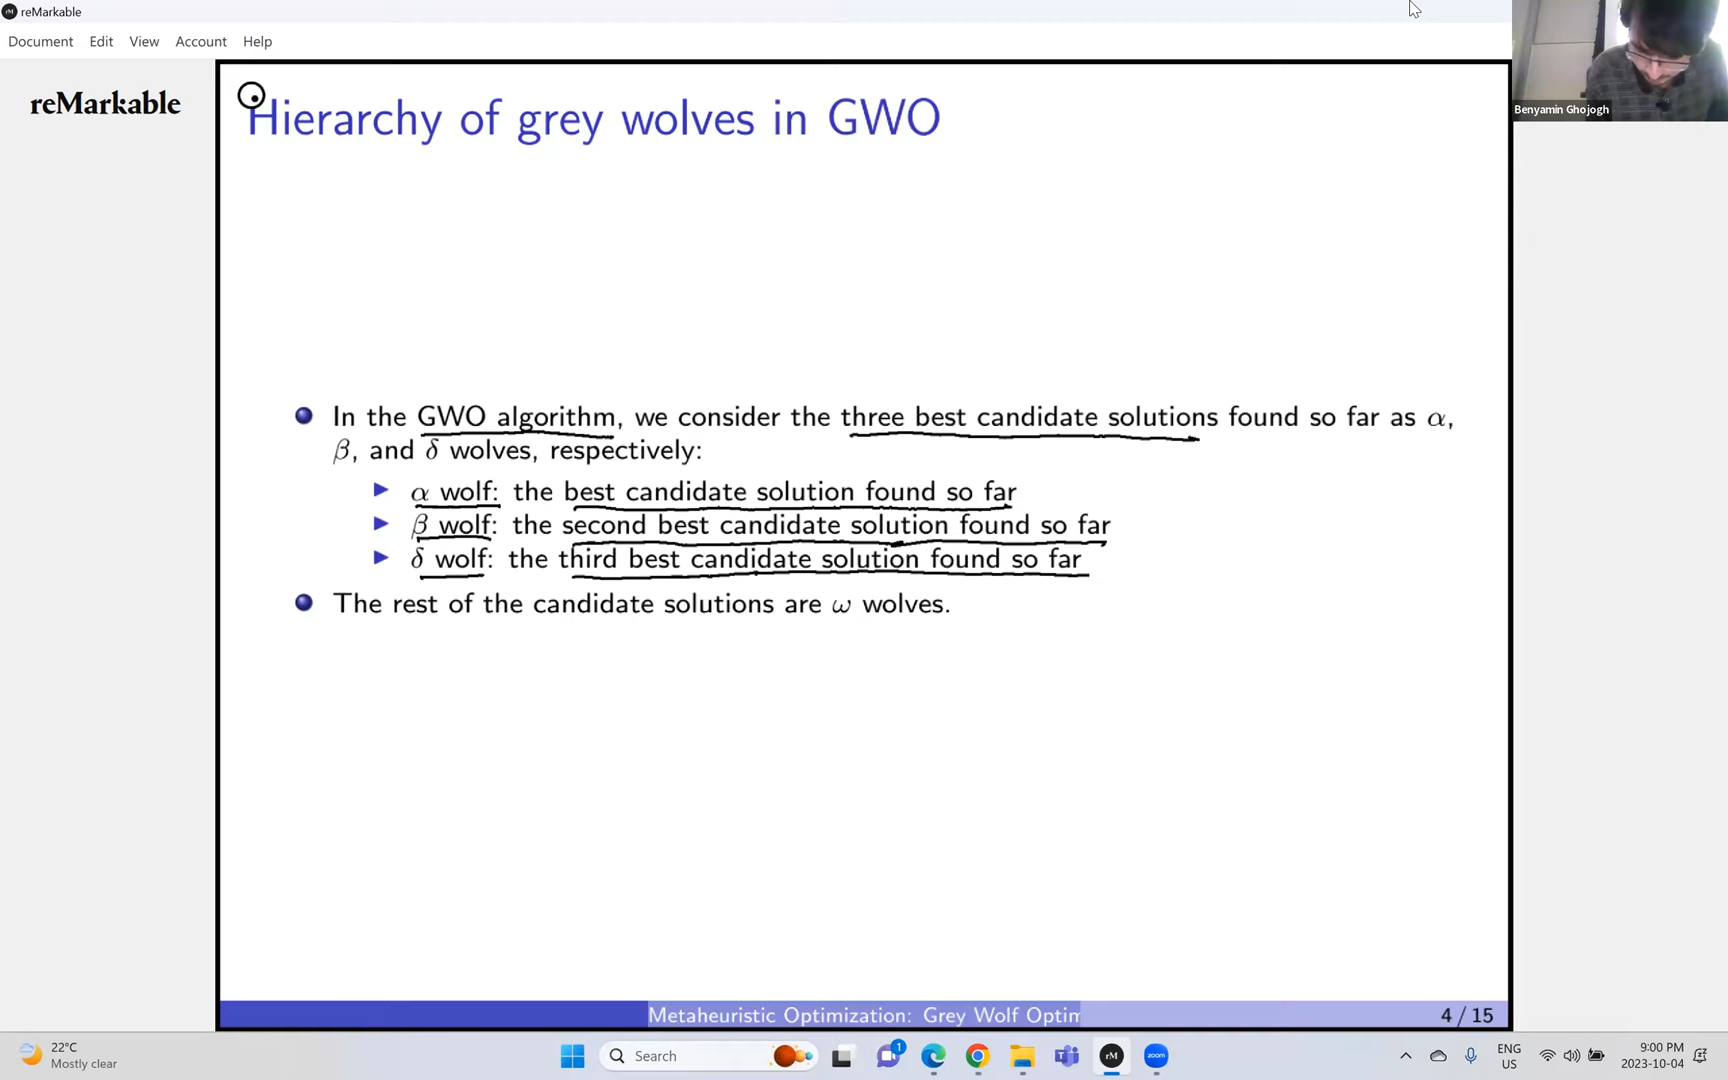 reMarkable
Document Edit View Account Help
reMarkable
Benyamin Ghojogh
Hierarchy of grey wolves in GWO
In the GWO algorithm, we consider the three best candidate solutions found so far as α,
β, and δ wolves, respectively:
α wolf: the best candidate solution found so far
β wolf: the second best candidate solution found so far
δ wolf: the third best candidate solution found so far
The rest of the candidate solutions are ω wolves.
Metaheuristic Optimization: Grey Wolf Optim
4 / 15
22°C
Mostly clear
Search
1
rM
zoom
ENG
US
9:00 PM
2023-10-04